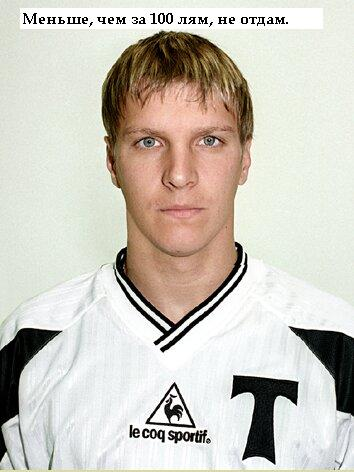 Меньше, чем за 100 лям, не отдам.
le coq sportif®
T